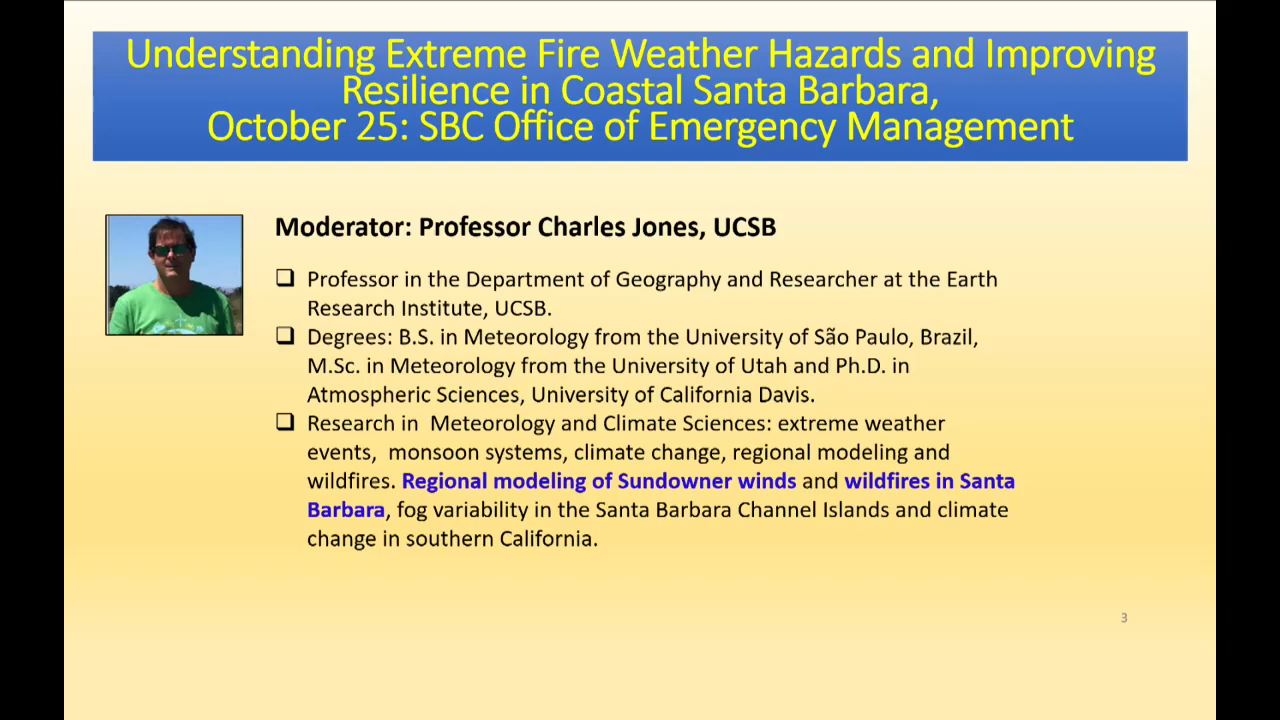 Understanding Extreme Fire Weather Hazards and Improving
Resilience in Coastal Santa Barbara,
October 25: SBC Office of Emergency Management
Moderator: Professor Charles Jones, UCSB
❑ Professor in the Department of Geography and Researcher at the Earth
Research Institute, UCSB.
❑ Degrees: B.S. in Meteorology from the University of São Paulo, Brazil,
M.Sc. in Meteorology from the University of Utah and Ph.D. in
Atmospheric Sciences, University of California Davis.
❑ Research in  Meteorology and Climate Sciences: extreme weather
events,  monsoon systems, climate change, regional modeling and
wildfires. Regional modeling of Sundowner winds and wildfires in Santa
Barbara, fog variability in the Santa Barbara Channel Islands and climate
change in southern California.
3